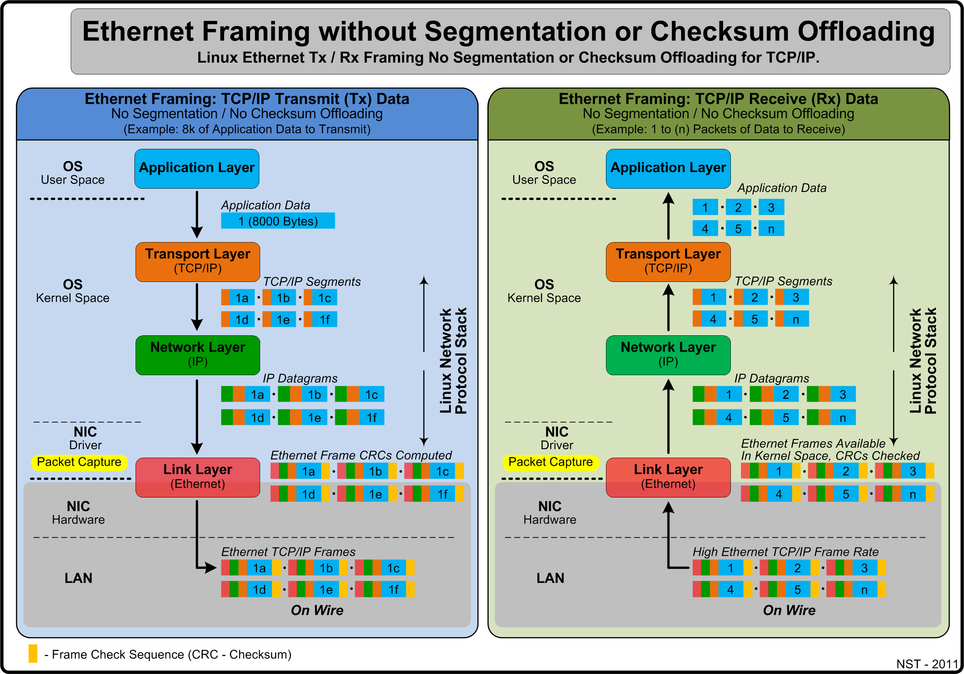 Ethernet Framing without Segmentation or Checksum Offloading
Linux Ethernet Tx / Rx Framing No Segmentation or Checksum Offloading for TCP/IP.
Ethernet Framing: TCP/IP Transmit (Tx) Data
No Segmentation / No Checksum Offloading
(Example: 8k of Application Data to Transmit)
OS
User Space
Application Layer
Application Data
1 (8000 Bytes)
Transport Layer
(TCP/IP)
OS
Kernel Space
TCP/IP Segments
1a • 1b • 1c
1d • 1e • 1f
Network Layer
(IP)
IP Datagrams
1a • 1b • 1c
1d • 1e • 1f
Linux Network
Protocol Stack
NIC
Driver
Packet Capture
Ethernet Frame CRCs Computed
Link Layer
(Ethernet)
1a • 1b • 1c
1d • 1e • 1f
NIC
Hardware
LAN
Ethernet TCP/IP Frames
1a • 1b • 1c
1d • 1e • 1f
On Wire
Ethernet Framing: TCP/IP Receive (Rx) Data
No Segmentation / No Checksum Offloading
(Example: 1 to (n) Packets of Data to Receive)
OS
User Space
Application Layer
Application Data
1 • 2 • 3
4 • 5 • n
Transport Layer
(TCP/IP)
OS
Kernel Space
TCP/IP Segments
1 • 2 • 3
4 • 5 • n
Network Layer
(IP)
IP Datagrams
1 • 2 • 3
4 • 5 • n
Linux Network
Protocol Stack
NIC
Driver
Packet Capture
Ethernet Frames Available
In Kernel Space, CRCs Checked
Link Layer
(Ethernet)
1 • 2 • 3
4 • 5 • n
NIC
Hardware
LAN
High Ethernet TCP/IP Frame Rate
1 • 2 • 3
4 • 5 • n
On Wire
- Frame Check Sequence (CRC - Checksum)
NST - 2011